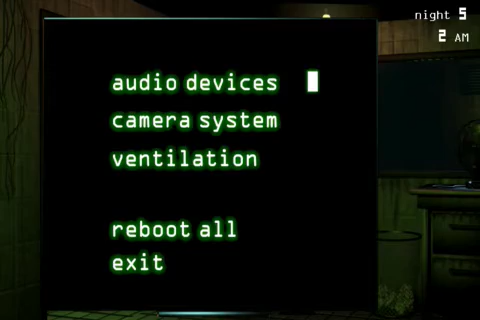 night 5
2 AM
audio devices
camera system
ventilation
reboot all
exit